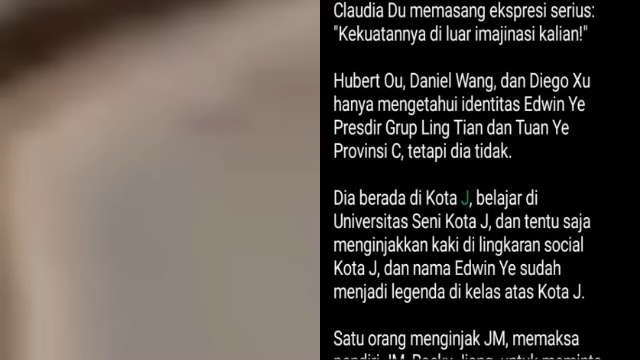 Claudia Du memasang ekspresi serius:
"Kekuatannya di luar imajinasi kalian!"
Hubert Ou, Daniel Wang, dan Diego Xu
hanya mengetahui identitas Edwin Ye
Presdir Grup Ling Tian dan Tuan Ye
Provinsi C, tetapi dia tidak.
Dia berada di Kota J, belajar di
Universitas Seni Kota J, dan tentu saja
menginjakkan kaki di lingkaran social
Kota J, dan nama Edwin Ye sudah
menjadi legenda di kelas atas Kota J.
Satu orang menginjak JM, memaksa